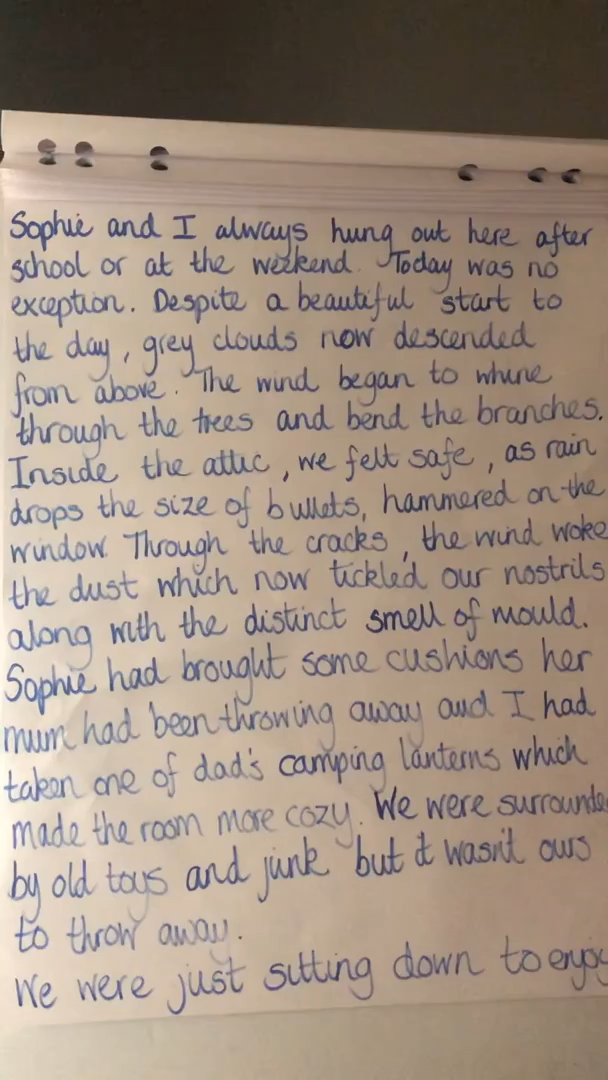 Sophie and I always hung out here after
school or at the weekend. Today was no
exception. Despite a beautiful start to
the day, grey clouds now descended
from above. The wind began to whine
through the trees and bend the branches.
Inside the attic, we felt safe, as rain
drops the size of bullets, hammered on the
window. Through the cracks, the wind woke
the dust which now tickled our nostrils
along with the distinct smell of mould.
Sophie had brought some cushions her
mum had been throwing away and I had
taken one of dad's camping lanterns which
made the room more cozy. We were surrounde
by old toys and junk but it wasn't ours
to throw away.
We were just sitting down to enjoy